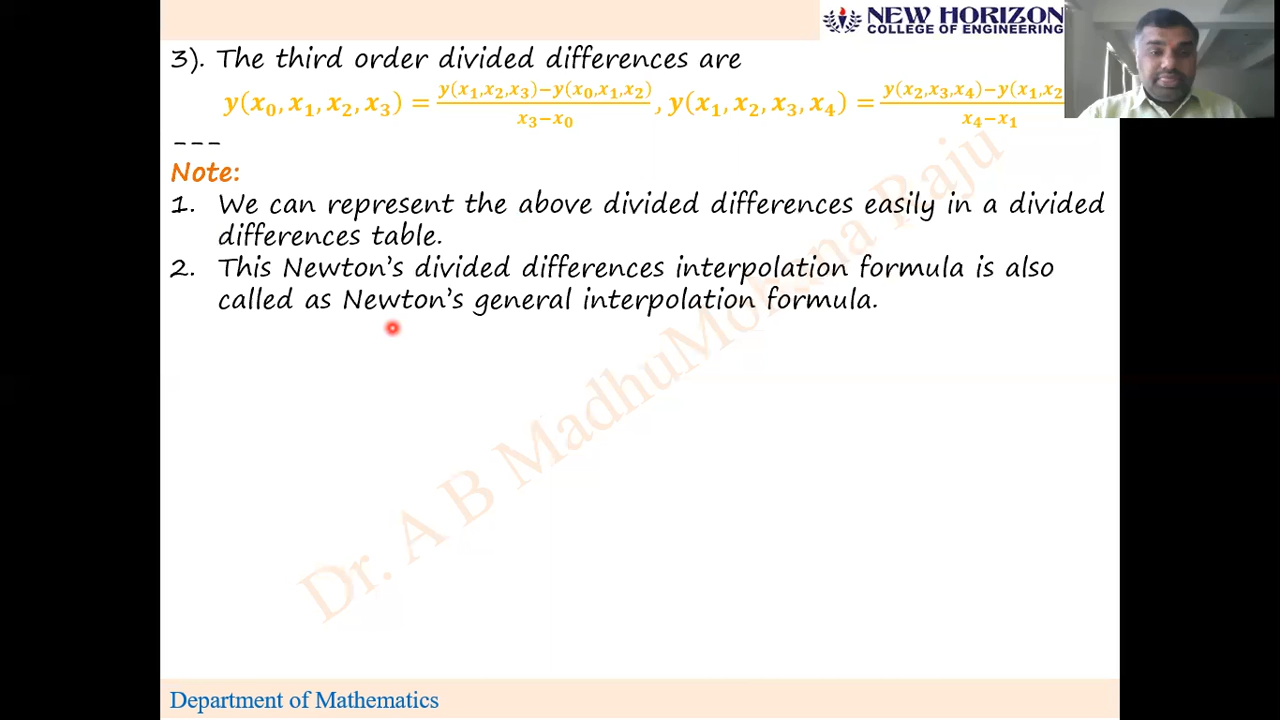 NEW HORIZON
COLLEGE OF ENGINEERING
3). The third order divided differences are
y(x₀, x₁, x₂, x₃) = y(x₁,x₂,x₃)−y(x₀,x₁,x₂) / x₃−x₀ , y(x₁, x₂, x₃, x₄) = y(x₂,x₃,x₄)−y(x₁,x₂ / x₄−x₁
---
Note:
1. We can represent the above divided differences easily in a divided
differences table.
2. This Newton's divided differences interpolation formula is also
called as Newton's general interpolation formula.
Dr. A B MadhuMohana Raju
Department of Mathematics